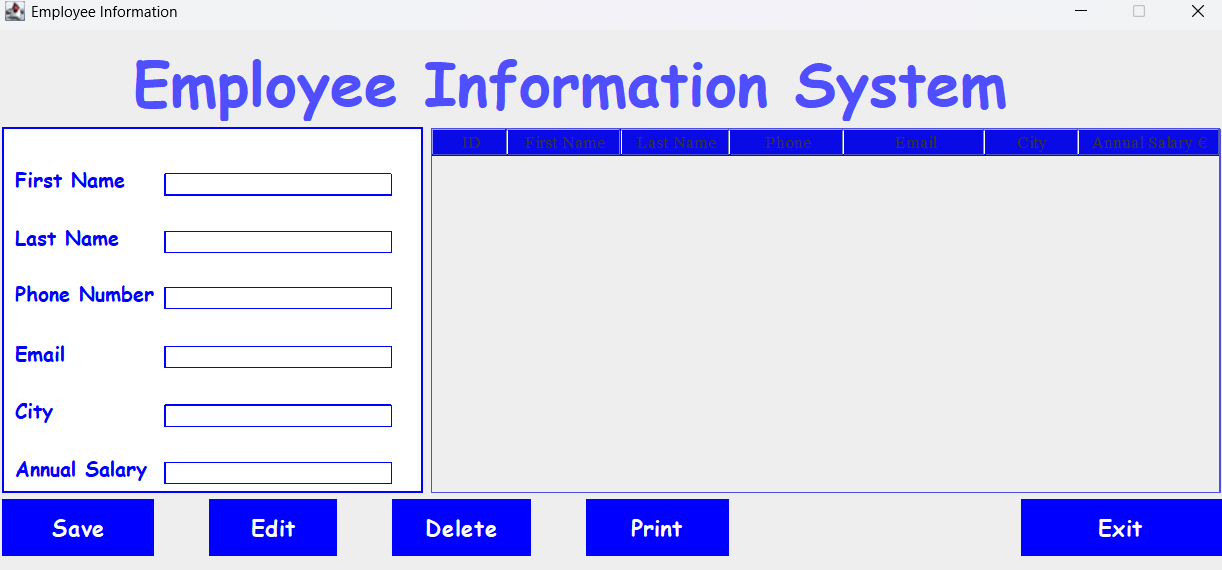 Employee Information
Employee Information System
First Name
Last Name
Phone Number
Email
City
Annual Salary
ID First Name Last Name Phone Email City Annual Salary €
Save Edit Delete Print Exit